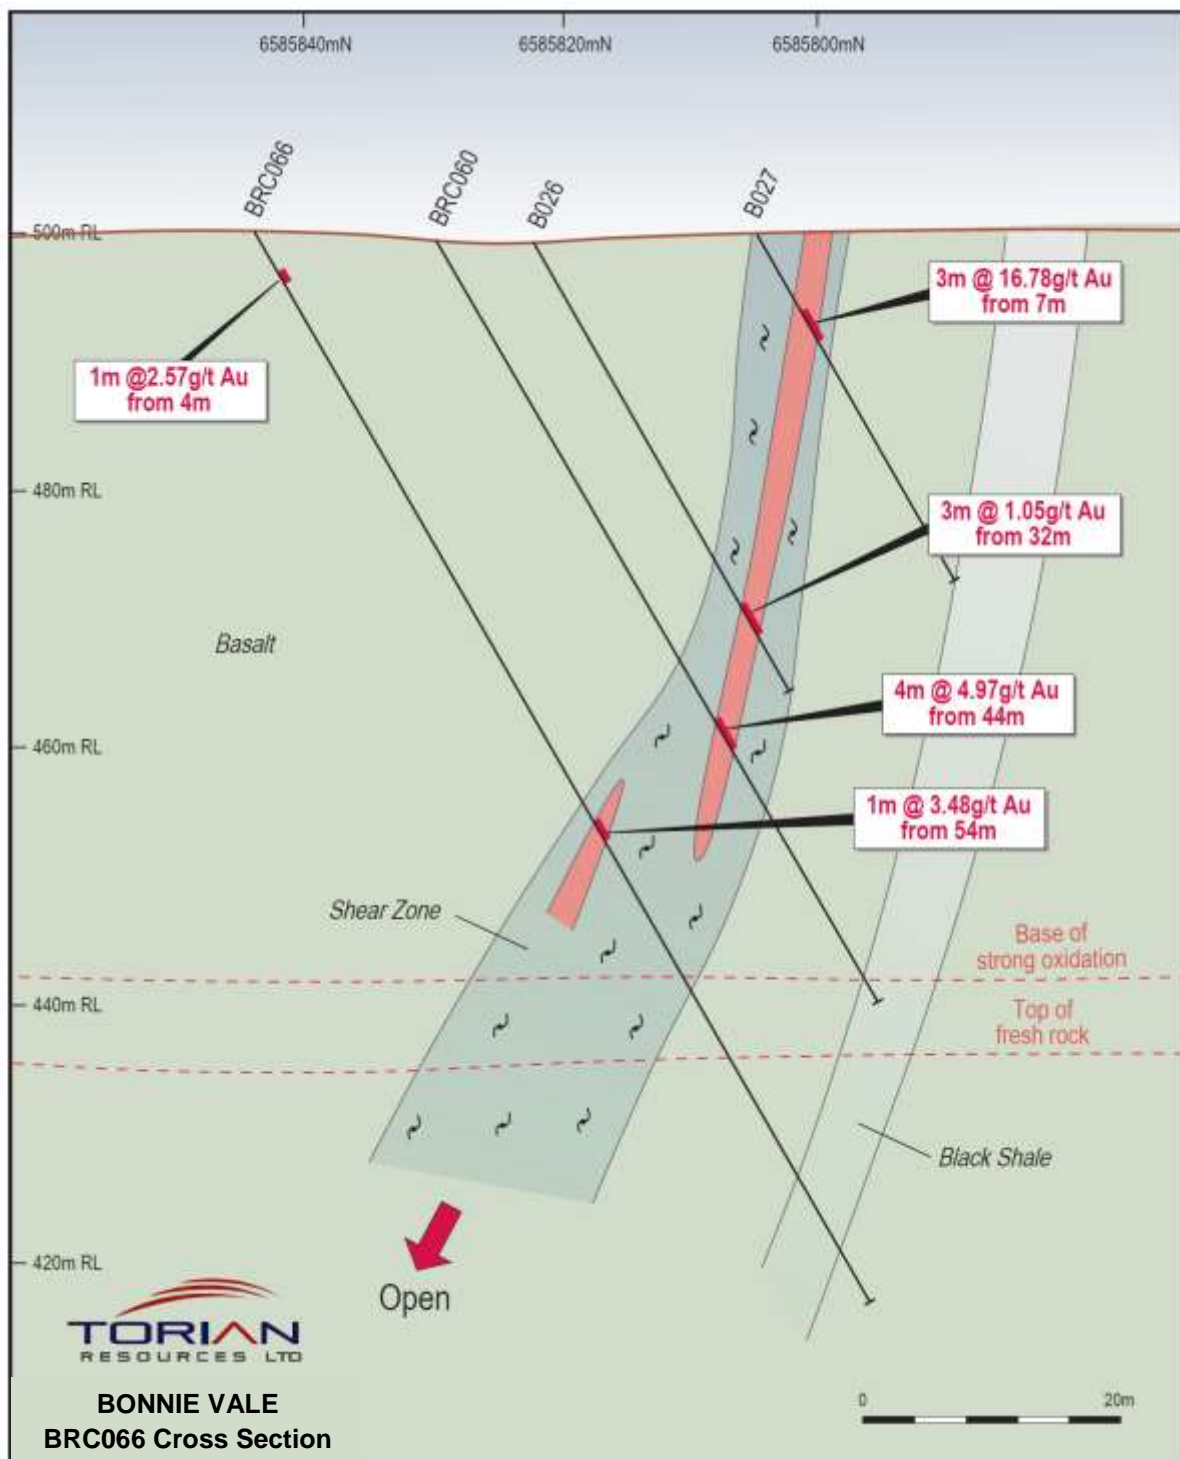 6585840mN
6585820mN
6585800mN
BRC066
BRC060
B026
B027
500m RL
3m @ 16.78g/t Au
from 7m
1m @2.57g/t Au
from 4m
480m RL
3m @ 1.05g/t Au
from 32m
Basalt
4m @ 4.97g/t Au
from 44m
460m RL
1m @ 3.48g/t Au
from 54m
Shear Zone
Base of
strong oxidation
440m RL
Top of
fresh rock
Black Shale
420m RL
Open
TORIAN
RESOURCES LTD
BONNIE VALE
BRC066 Cross Section
0
20m